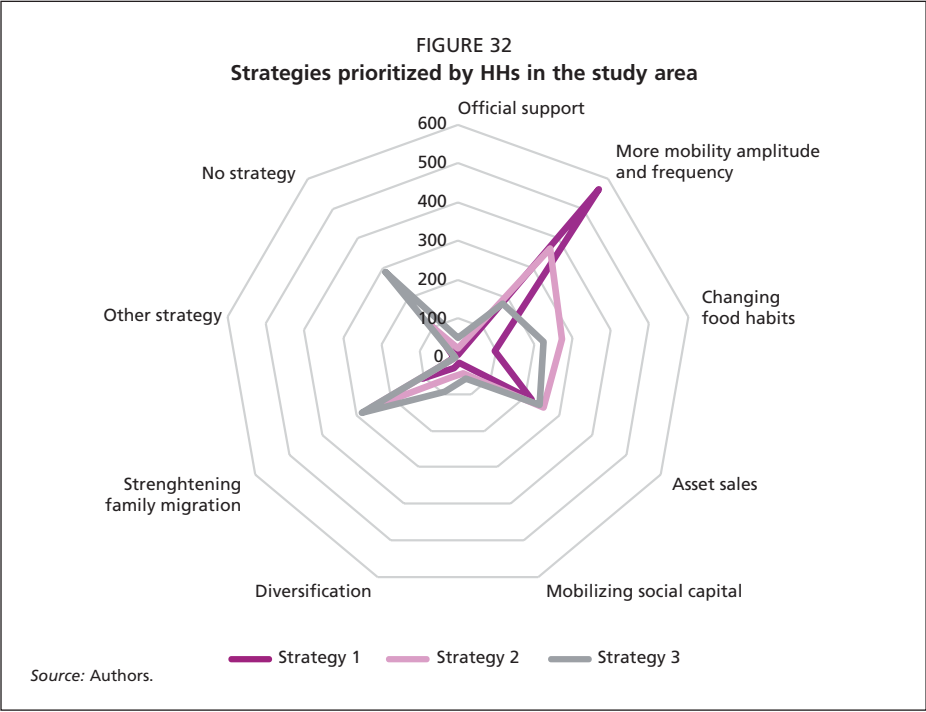 FIGURE 32
Strategies prioritized by HHs in the study area
Official support
600
More mobility amplitude
and frequency
No strategy
500
400
300
Changing
food habits
200
Other strategy
100
0
Strenghtening
family migration
Asset sales
Diversification
Mobilizing social capital
Strategy 1
Strategy 2
Strategy 3
Source: Authors.